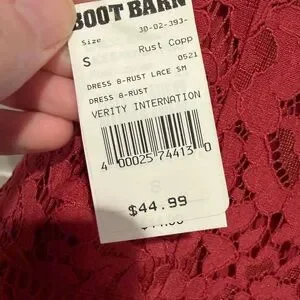 BOOT BARN
Size 30-02-393-
S Rust Copp
0521
DRESS 8-RUST LACE SM
DRESS 8-RUST
VERITY INTERNATION
4 00025 74413 0
S
$44.99